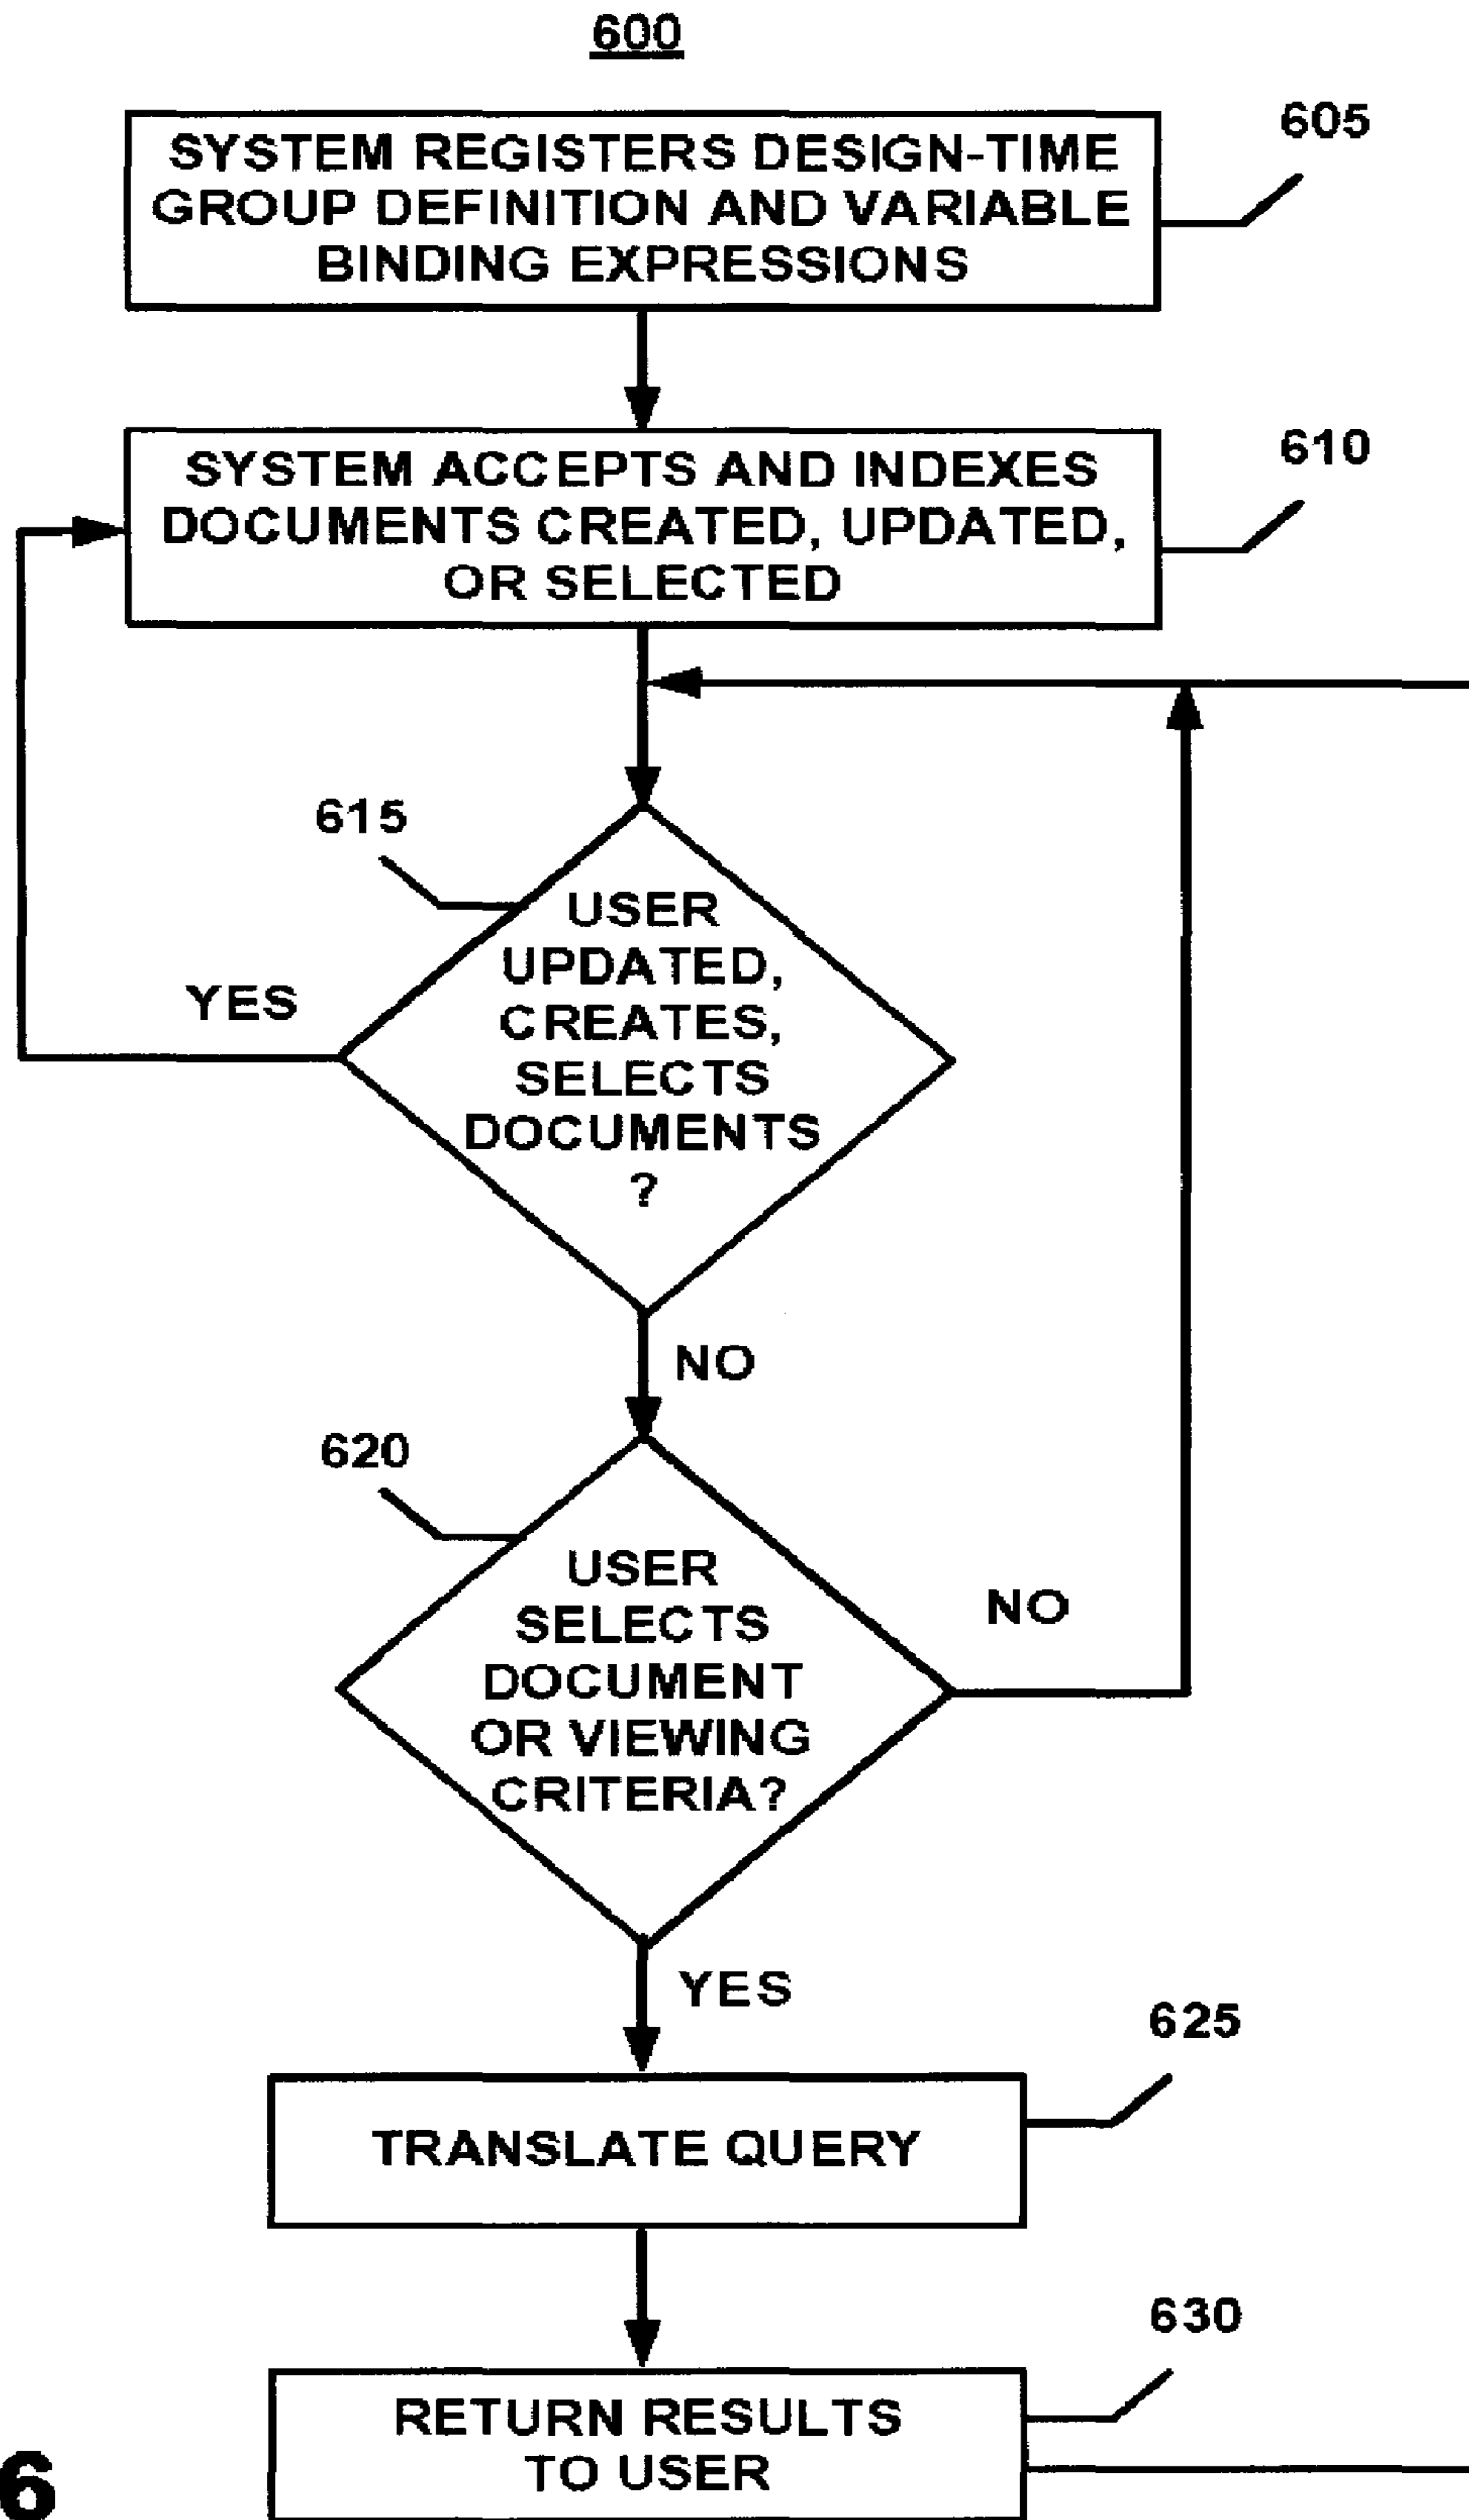 600
605
SYSTEM REGISTERS DESIGN-TIME
GROUP DEFINITION AND VARIABLE
BINDING EXPRESSIONS
610
SYSTEM ACCEPTS AND INDEXES
DOCUMENTS CREATED, UPDATED,
OR SELECTED
615
USER
UPDATED,
CREATES,
SELECTS
DOCUMENTS
?
YES
NO
620
USER
SELECTS
DOCUMENT
OR VIEWING
CRITERIA?
NO
YES
625
TRANSLATE QUERY
630
RETURN RESULTS
TO USER
6